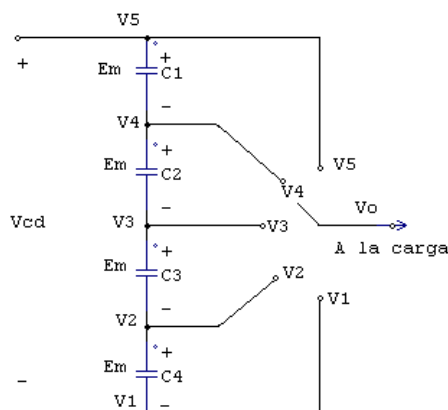 V5
+
Em
+
C1
–
V4
+
Em
C2
V5
V4
Vo
–
Vcd
V3
V3
A la carga
+
Em
C3
V2
V1
–
V2
+
Em
C4
–
V1
–